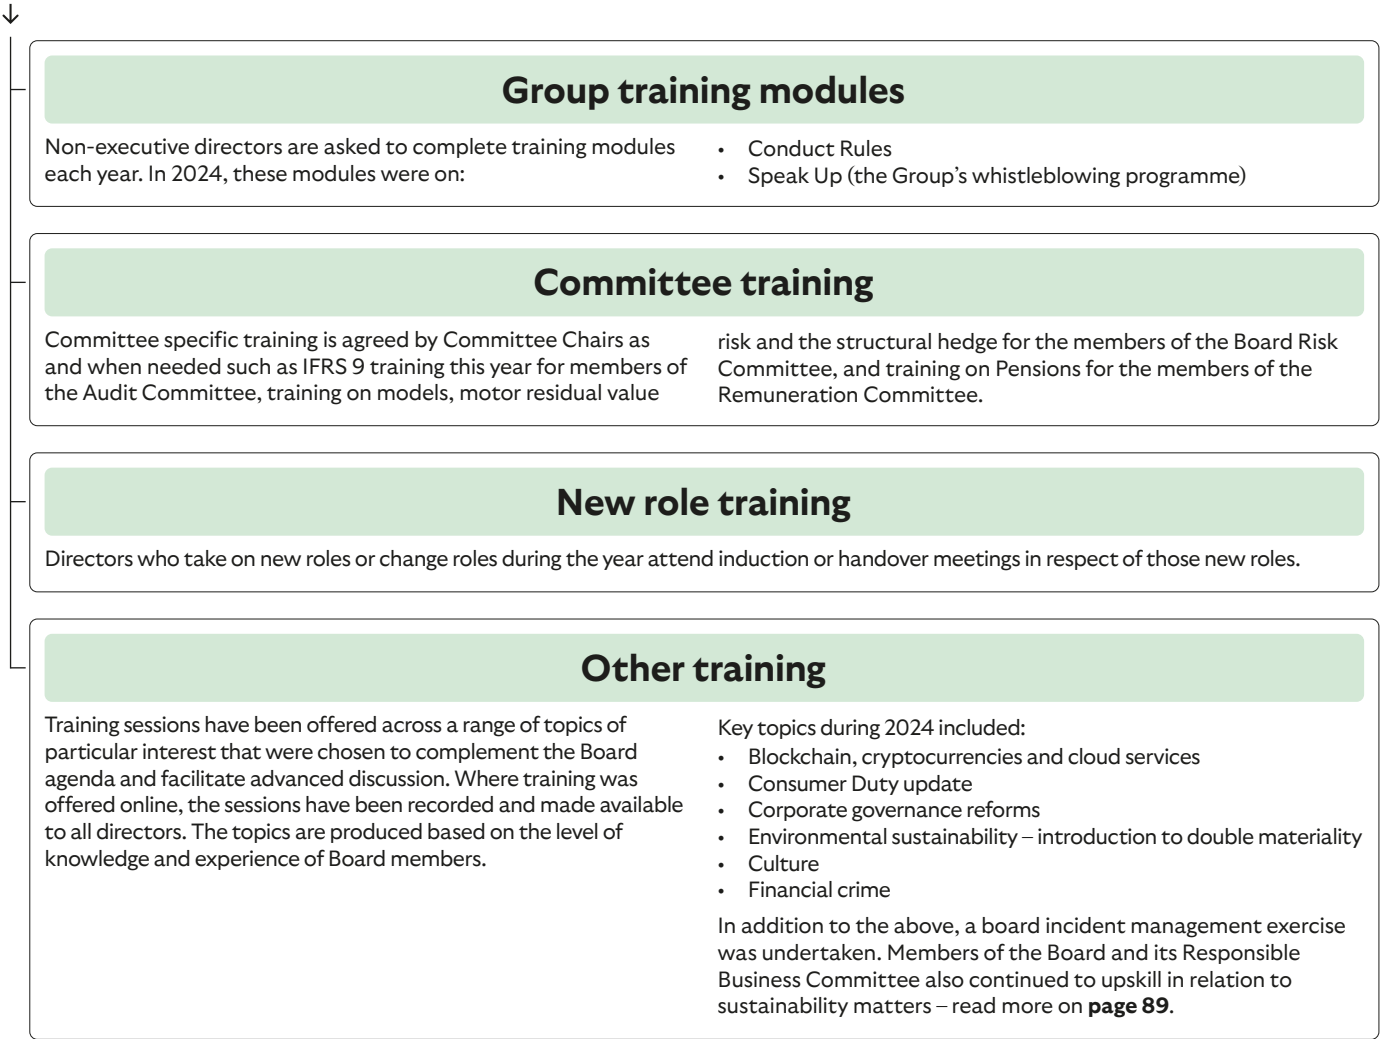 Group training modules
Non-executive directors are asked to complete training modules
each year. In 2024, these modules were on:
• Conduct Rules
• Speak Up (the Group’s whistleblowing programme)
Committee training
Committee specific training is agreed by Committee Chairs as
and when needed such as IFRS 9 training this year for members of
the Audit Committee, training on models, motor residual value
risk and the structural hedge for the members of the Board Risk
Committee, and training on Pensions for the members of the
Remuneration Committee.
New role training
Directors who take on new roles or change roles during the year attend induction or handover meetings in respect of those new roles.
Other training
Training sessions have been offered across a range of topics of
particular interest that were chosen to complement the Board
agenda and facilitate advanced discussion. Where training was
offered online, the sessions have been recorded and made available
to all directors. The topics are produced based on the level of
knowledge and experience of Board members.
Key topics during 2024 included:
• Blockchain, cryptocurrencies and cloud services
• Consumer Duty update
• Corporate governance reforms
• Environmental sustainability – introduction to double materiality
• Culture
• Financial crime
In addition to the above, a board incident management exercise
was undertaken. Members of the Board and its Responsible
Business Committee also continued to upskill in relation to
sustainability matters – read more on page 89.